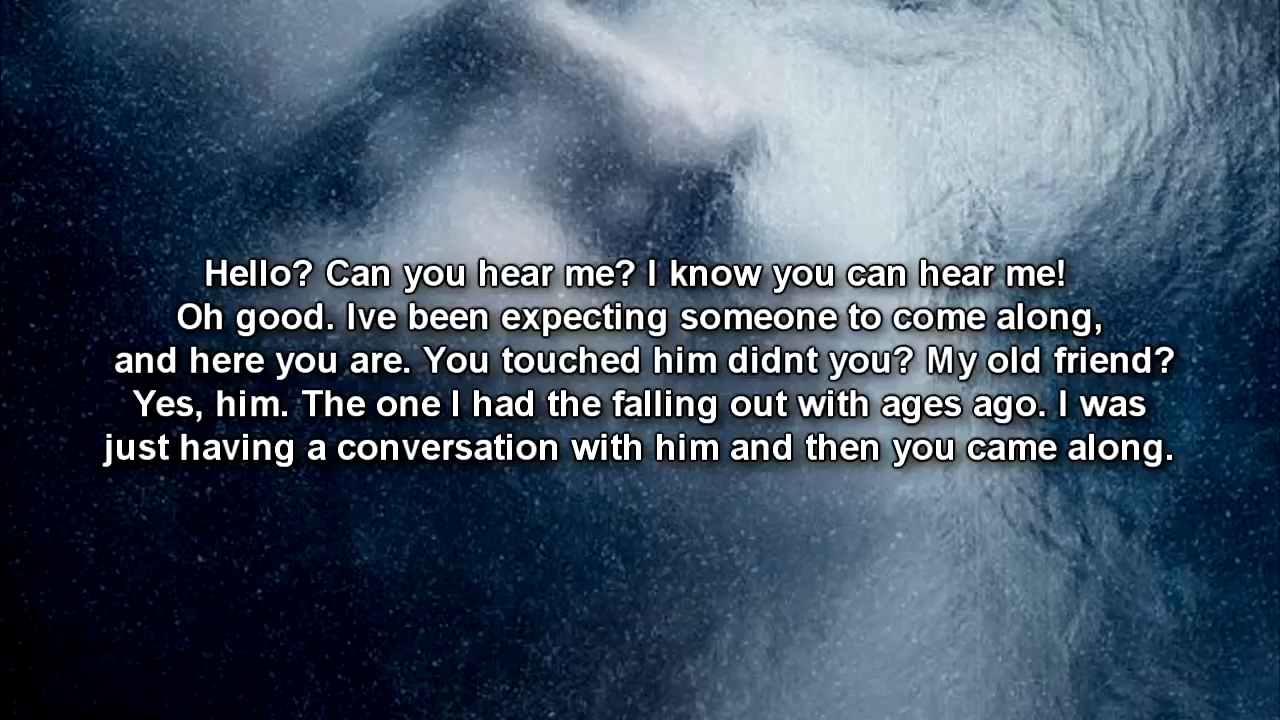 Hello? Can you hear me? I know you can hear me!
Oh good. Ive been expecting someone to come along,
and here you are. You touched him didnt you? My old friend?
Yes, him. The one I had the falling out with ages ago. I was
just having a conversation with him and then you came along.